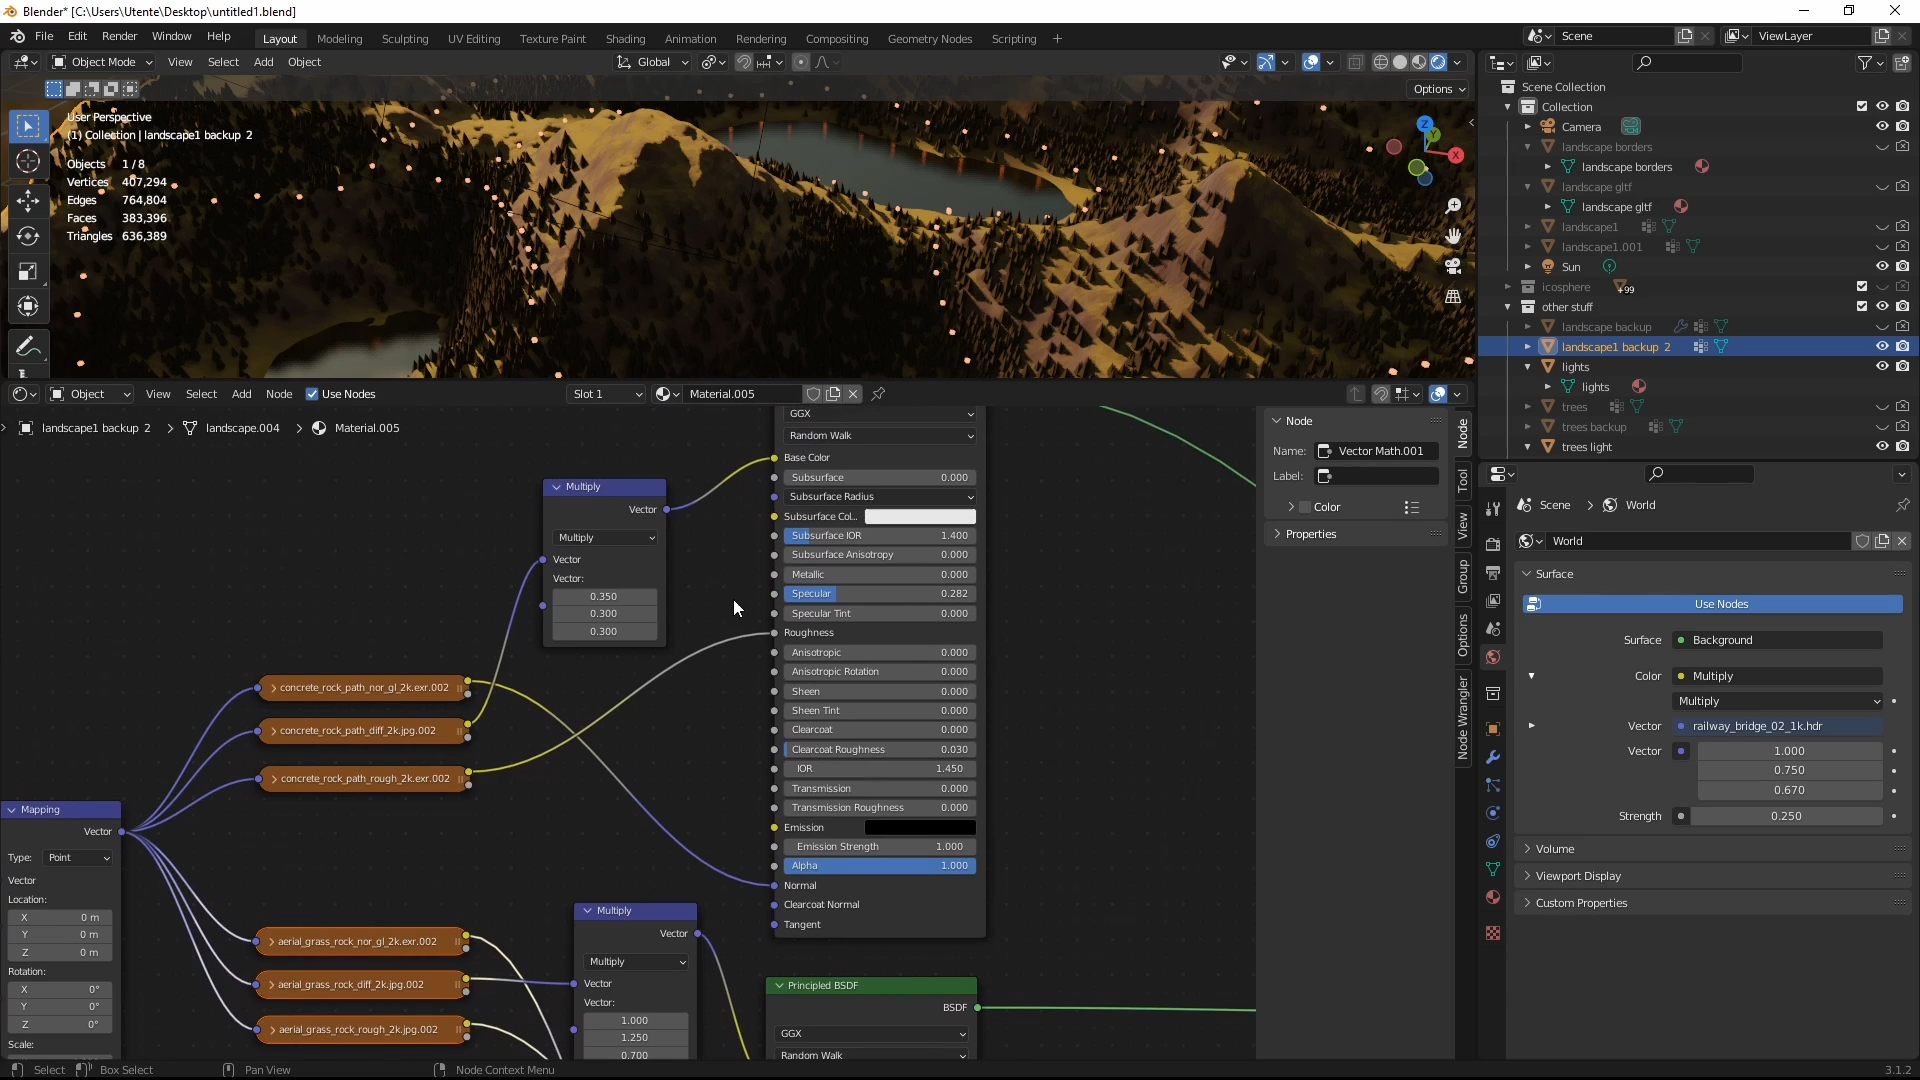 Blender* [C:\Users\Utente\Desktop\untitled1.blend]
File Edit Render Window Help Layout Modeling Sculpting UV Editing Texture Paint Shading Animation Rendering Compositing Geometry Nodes Scripting +
Scene ViewLayer
Object Mode View Select Add Object Global
Options
User Perspective
(1) Collection | landscape1 backup 2
Objects 1/8
Vertices 407,294
Edges 764,804
Faces 383,396
Triangles 636,389
Z
Y
X
Scene Collection
Collection
Camera
landscape borders
landscape borders
landscape gltf
landscape gltf
landscape1
landscape1.001
Sun
icosphere +99
other stuff
landscape backup
landscape1 backup 2
lights
lights
trees
trees backup
trees light
Object View Select Add Node Use Nodes Slot 1 Material.005
landscape1 backup 2 > landscape.004 > Material.005
Multiply
Vector
Multiply
Vector
Vector:
0.350
0.300
0.300
concrete_rock_path_nor_gl_2k.exr.002
concrete_rock_path_diff_2k.jpg.002
concrete_rock_path_rough_2k.exr.002
Mapping
Vector
Type: Point
Vector
Location:
X 0 m
Y 0 m
Z 0 m
Rotation:
X 0°
Y 0°
Z 0°
Scale:
aerial_grass_rock_nor_gl_2k.exr.002
aerial_grass_rock_diff_2k.jpg.002
aerial_grass_rock_rough_2k.jpg.002
Multiply
Vector
Multiply
Vector
Vector:
1.000
1.250
0.700
GGX
Random Walk
Base Color
Subsurface 0.000
Subsurface Radius
Subsurface Col...
Subsurface IOR 1.400
Subsurface Anisotropy 0.000
Metallic 0.000
Specular 0.282
Specular Tint 0.000
Roughness
Anisotropic 0.000
Anisotropic Rotation 0.000
Sheen 0.000
Sheen Tint 0.000
Clearcoat 0.000
Clearcoat Roughness 0.030
IOR 1.450
Transmission 0.000
Transmission Roughness 0.000
Emission
Emission Strength 1.000
Alpha 1.000
Normal
Clearcoat Normal
Tangent
Principled BSDF
BSDF
GGX
Random Walk
Node
Name: Vector Math.001
Label:
Color
Properties
Node
Tool
View
Group
Options
Node Wrangler
Scene > World
World
Surface
Use Nodes
Surface Background
Color Multiply
Multiply
Vector railway_bridge_02_1k.hdr
Vector 1.000
0.750
0.670
Strength 0.250
Volume
Viewport Display
Custom Properties
Select Box Select Pan View Node Context Menu 3.1.2